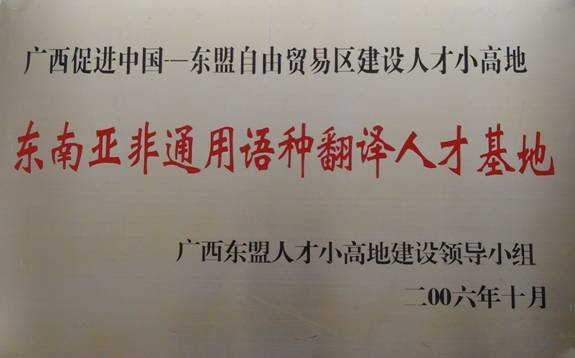 广西促进中国—东盟自由贸易区建设人才小高地
东南亚非通用语种翻译人才基地
广西东盟人才小高地建设领导小组
二00六年十月